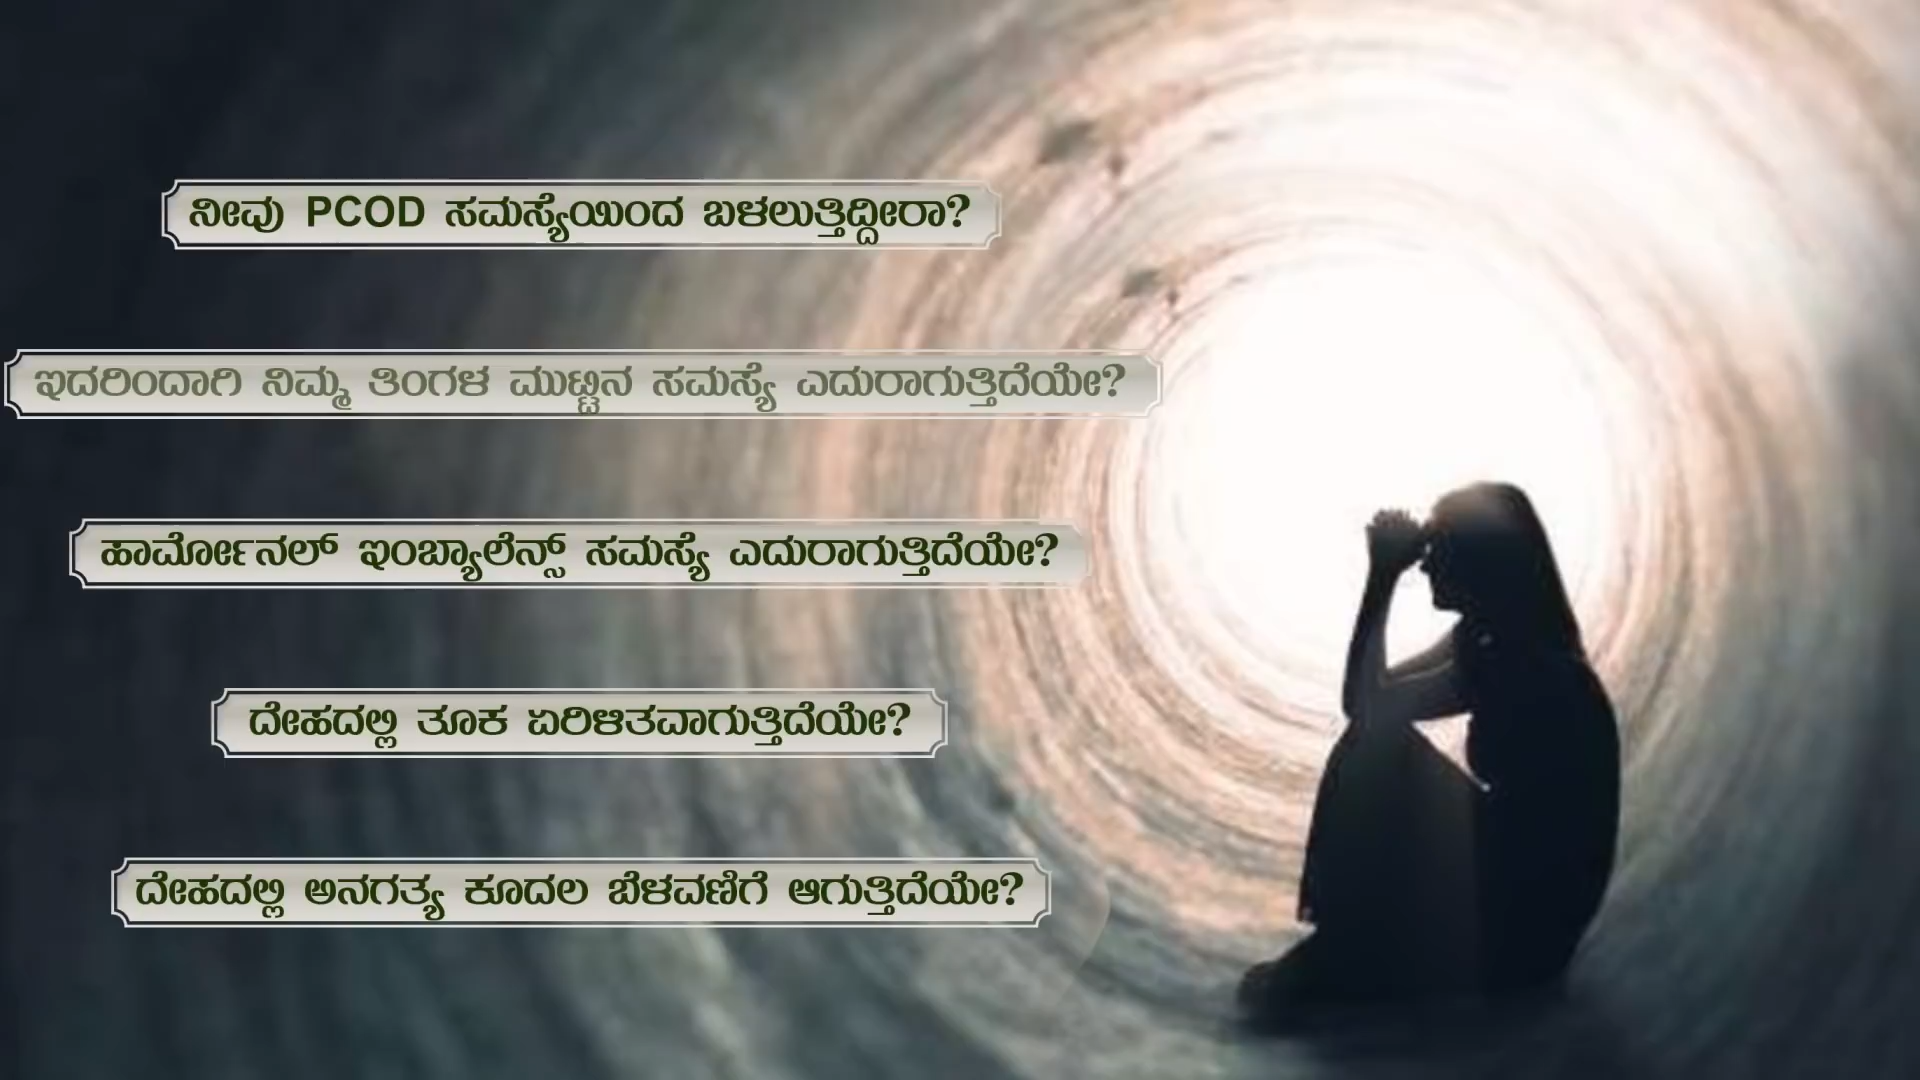 ನೀವು PCOD ಸಮಸ್ಯೆಯಿಂದ ಬಳಲುತ್ತಿದ್ದೀರಾ?
ಇದರಿಂದಾಗಿ ನಿಮ್ಮ ತಿಂಗಳ ಮುಟ್ಟಿನ ಸಮಸ್ಯೆ ಎದುರಾಗುತ್ತಿದೆಯೇ?
ಹಾರ್ಮೋನಲ್ ಇಂಬ್ಯಾಲೆನ್ಸ್ ಸಮಸ್ಯೆ ಎದುರಾಗುತ್ತಿದೆಯೇ?
ದೇಹದಲ್ಲಿ ತೂಕ ಏರಿಳಿತವಾಗುತ್ತಿದೆಯೇ?
ದೇಹದಲ್ಲಿ ಅನಗತ್ಯ ಕೂದಲ ಬೆಳವಣಿಗೆ ಆಗುತ್ತಿದೆಯೇ?